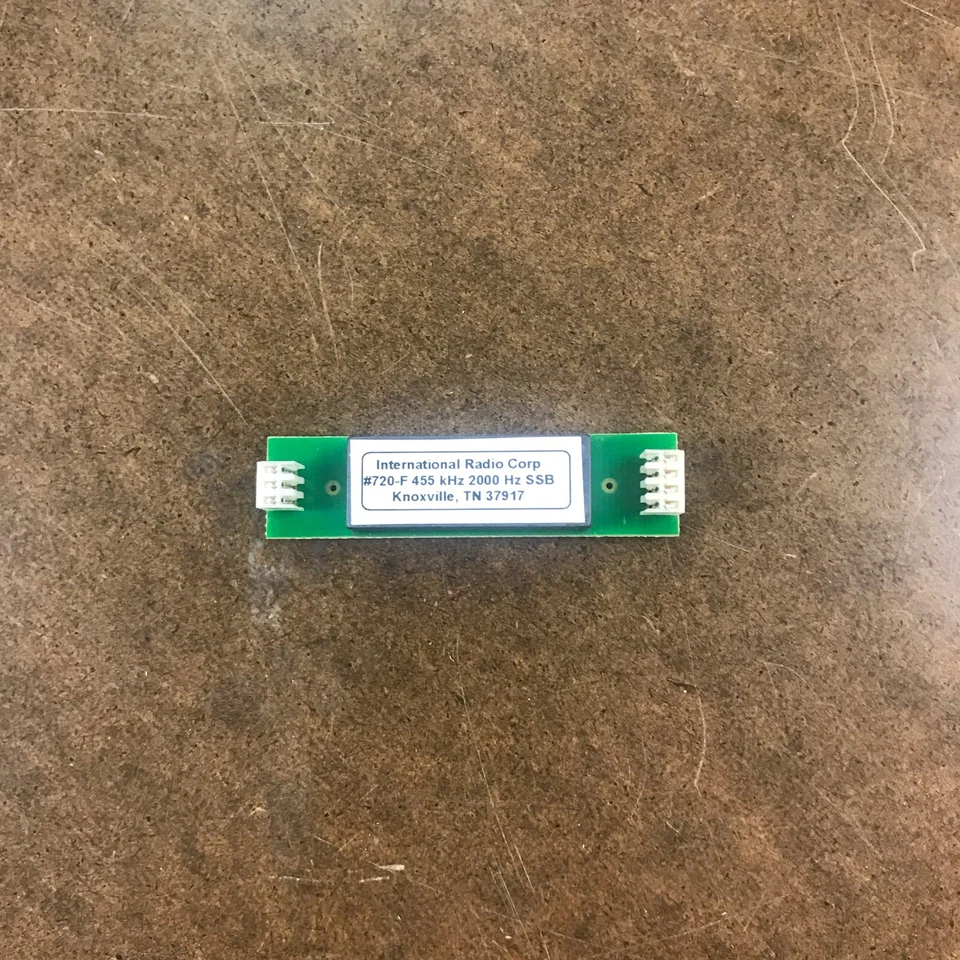 International Radio Corp
#720-F 455 kHz 2000 Hz SSB
Knoxville, TN 37917